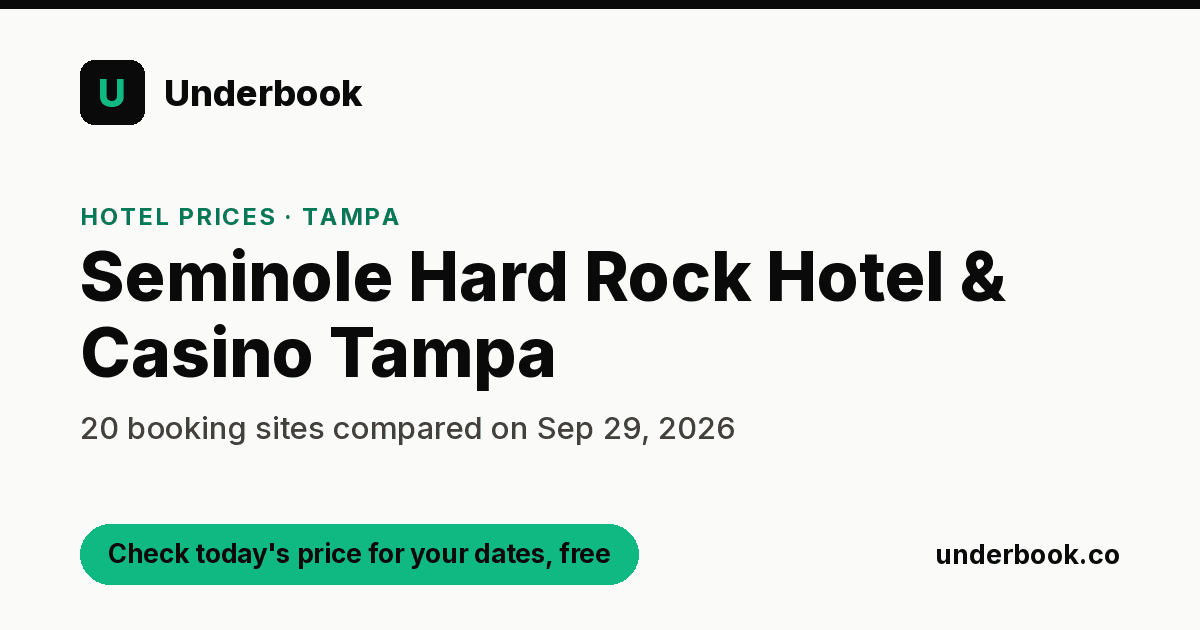 U Underbook
HOTEL PRICES · TAMPA
Seminole Hard Rock Hotel &
Casino Tampa
20 booking sites compared on Sep 29, 2026
Check today's price for your dates, free
underbook.co